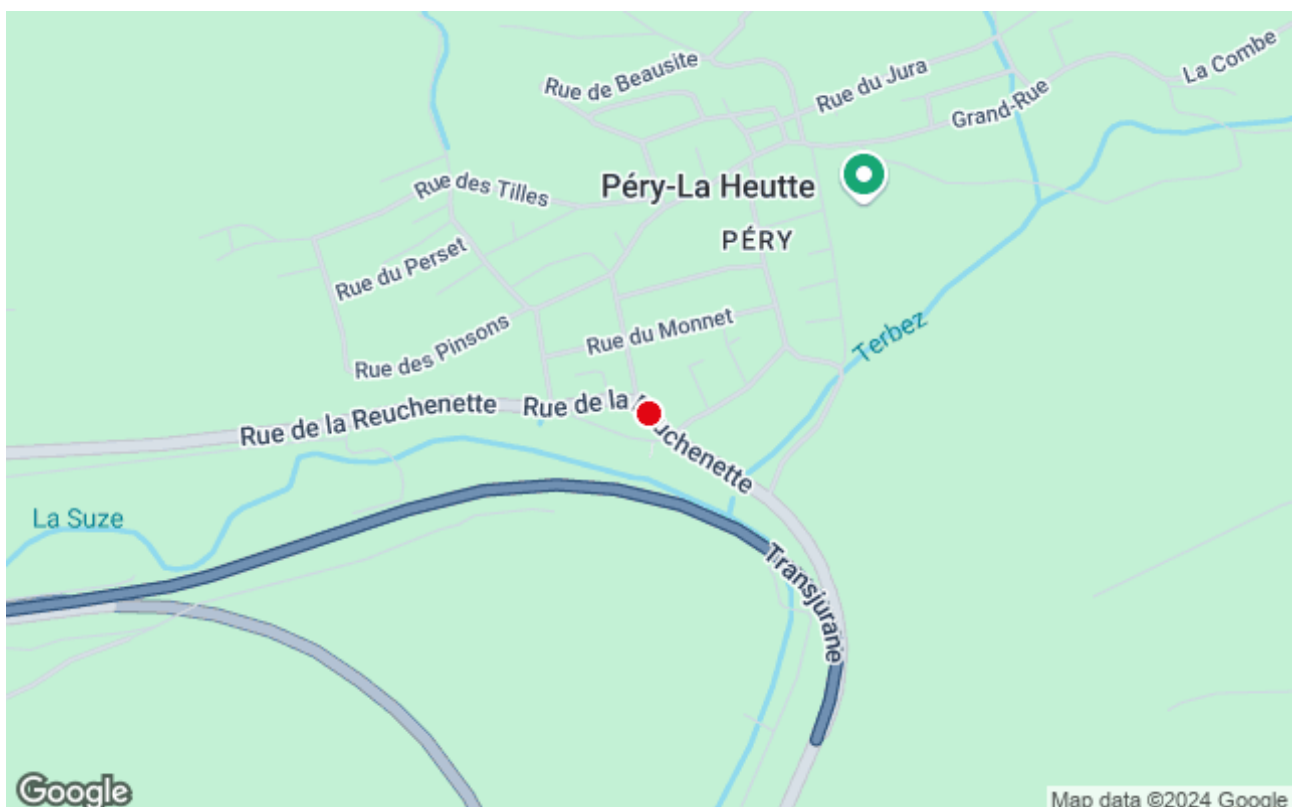 Rue de Beausite
Rue du Jura
La Combe
Grand-Rue
Rue des Tilles
Péry-La Heutte
PÉRY
Rue du Perset
Rue du Monnet
Terbez
Rue des Pinsons
Rue de la Reuchenette
Rue de la
uchenette
La Suze
Transjurane
Google
Map data ©2024 Google